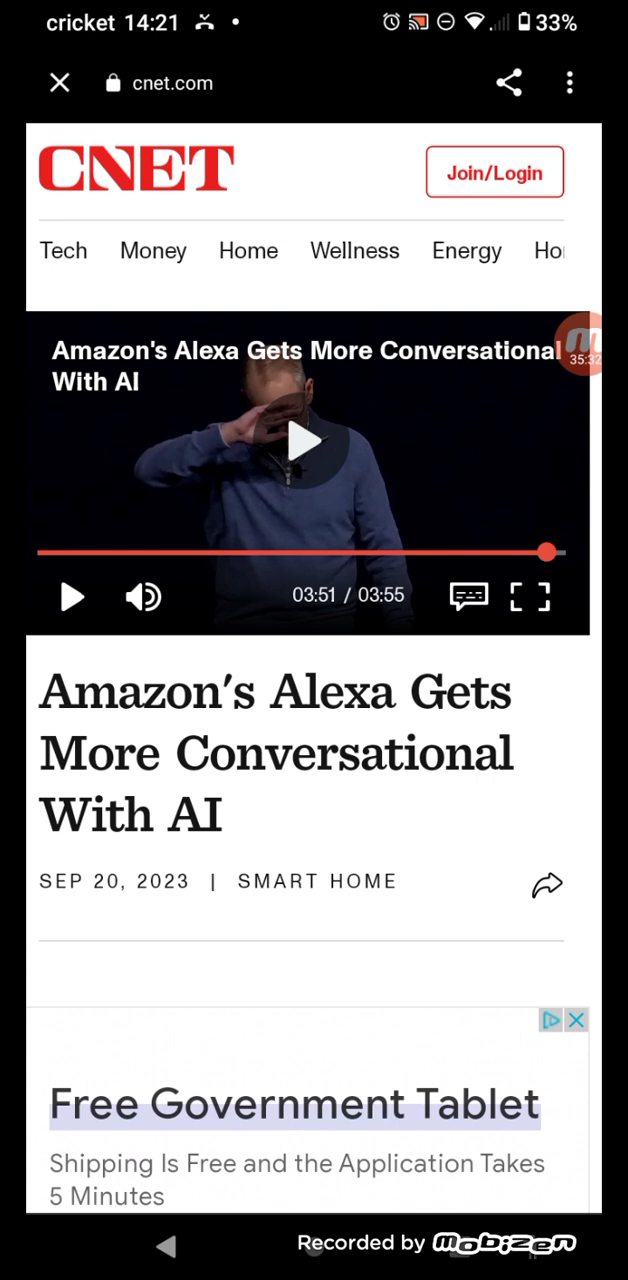 cricket 14:21 33%
cnet.com
CNET
Join/Login
Tech Money Home Wellness Energy Ho
Amazon's Alexa Gets More Conversational
With AI
35:32
03:51 / 03:55
Amazon's Alexa Gets
More Conversational
With AI
SEP 20, 2023 | SMART HOME
Free Government Tablet
Shipping Is Free and the Application Takes
5 Minutes
Recorded by Mobizen